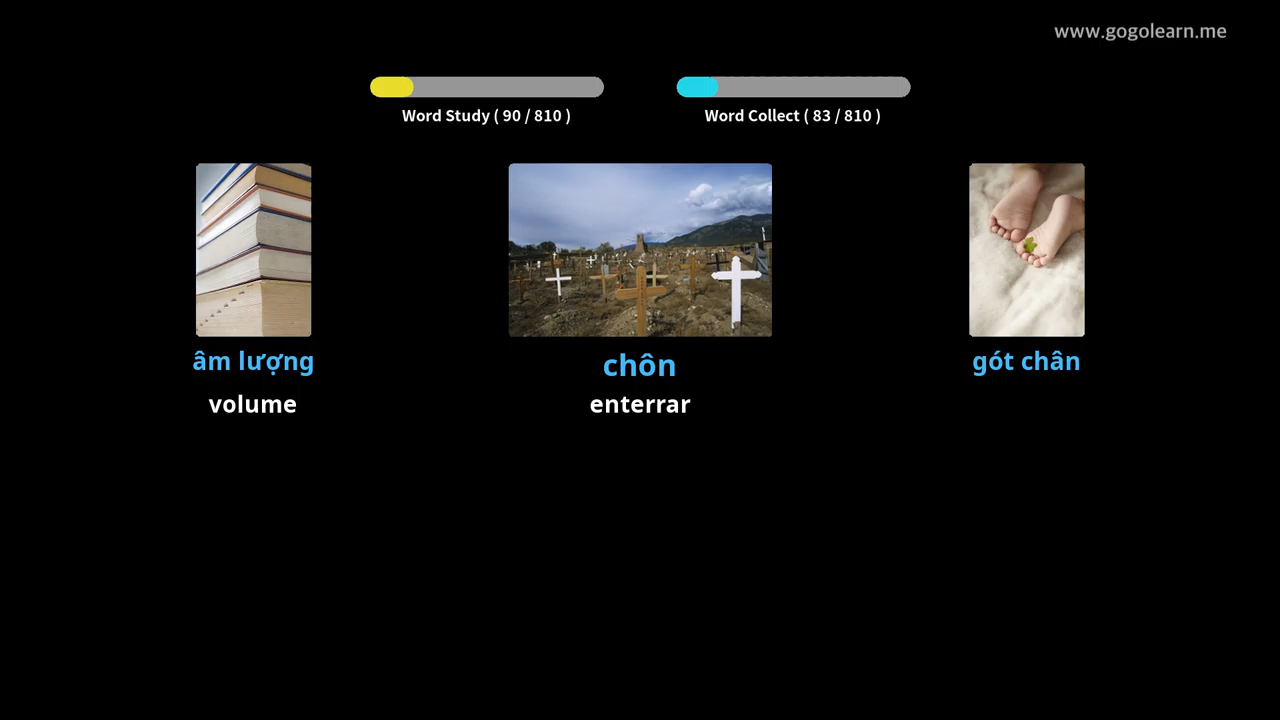 www.gogolearn.me
Word Study ( 90 / 810 )
Word Collect ( 83 / 810 )
âm lượng
chôn
gót chân
volume
enterrar